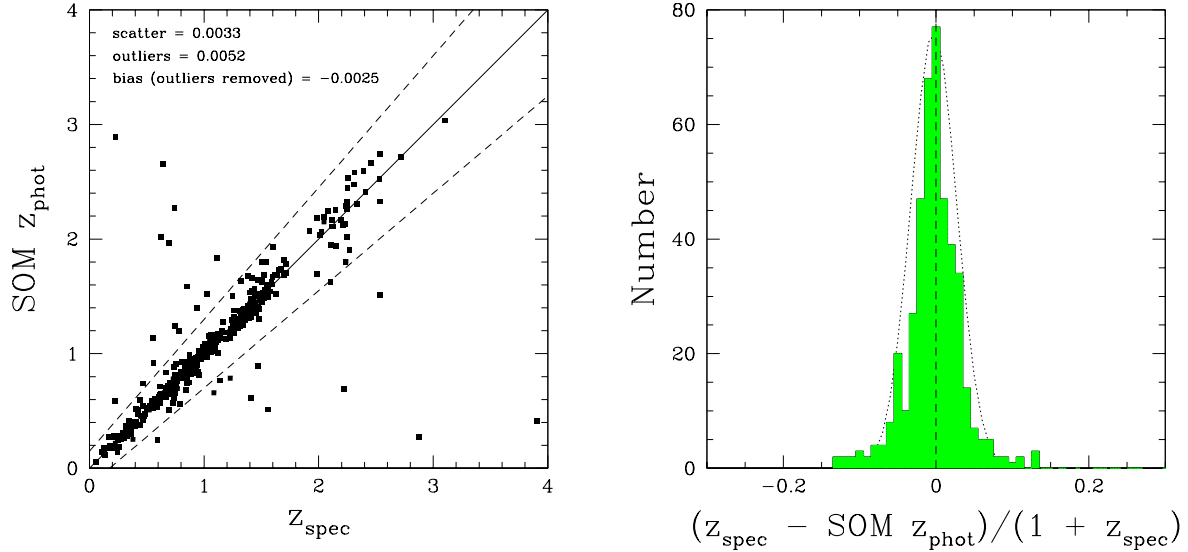 scatter = 0.0033
outliers = 0.0052
bias (outliers removed) = −0.0025
4
3
2
1
0
0 1 2 3 4
SOM z_phot
z_spec
80
60
40
20
0
−0.2 0 0.2
Number
(z_spec − SOM z_phot)/(1 + z_spec)